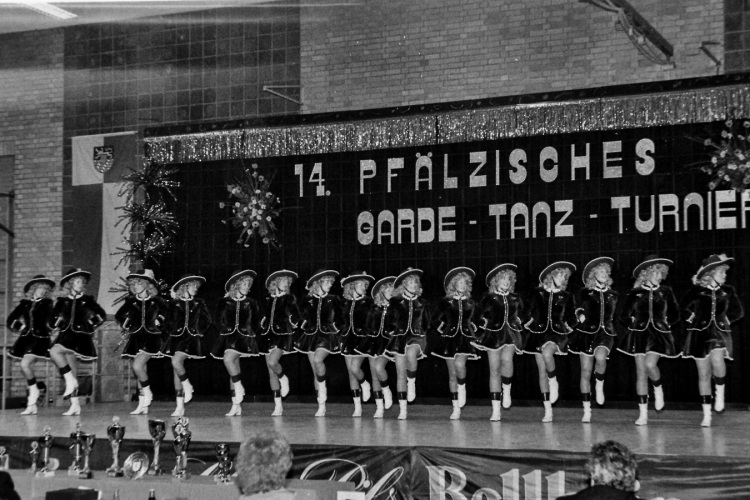 14. PFÄLZISCHES
GARDE - TANZ - TURNIER